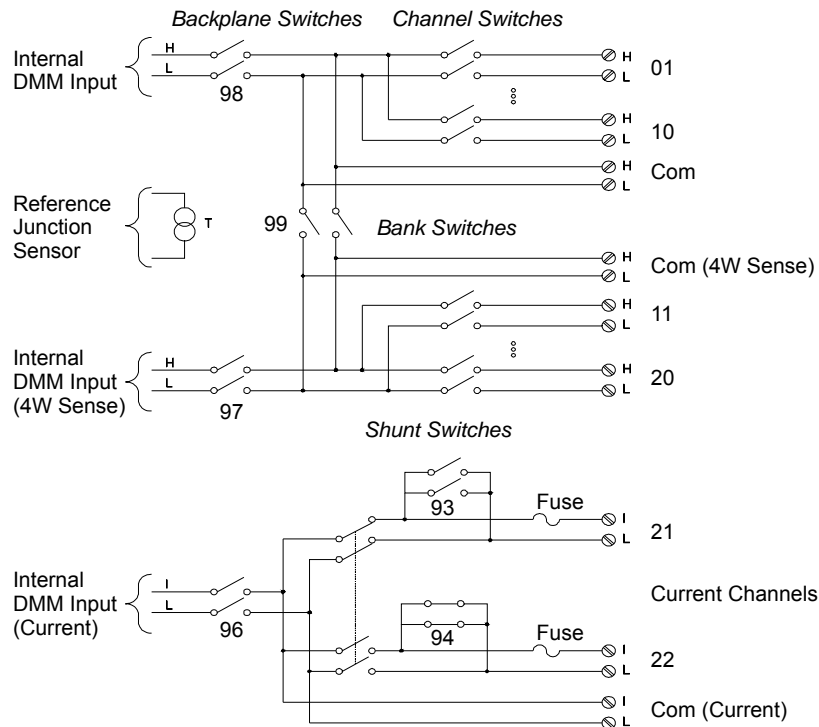 Backplane Switches
Channel Switches
Internal
DMM Input
H
L
98
H
L
01
H
L
10
H
L
Com
Reference
Junction
Sensor
T
99
Bank Switches
H
L
Com (4W Sense)
H
L
11
Internal
DMM Input
(4W Sense)
H
L
97
H
L
20
Shunt Switches
93
Fuse
I
L
21
Internal
DMM Input
(Current)
I
L
96
Current Channels
94
Fuse
I
L
22
I
L
Com (Current)